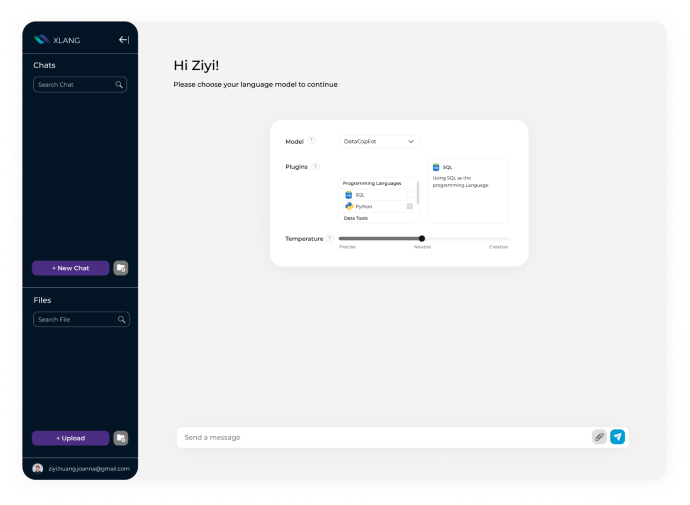 XLANG
Chats
Search Chat
+ New Chat
Files
Search File
+ Upload
ziyi.huang.joanna@gmail.com
Hi Ziyi!
Please choose your language model to continue
Model ?
DataCopilot
Plugins ?
Programming Languages
SQL
Python
Data Tools
SQL
Using SQL as the
programming Language
Temperature ?
Precise Neutral Creative
Send a message